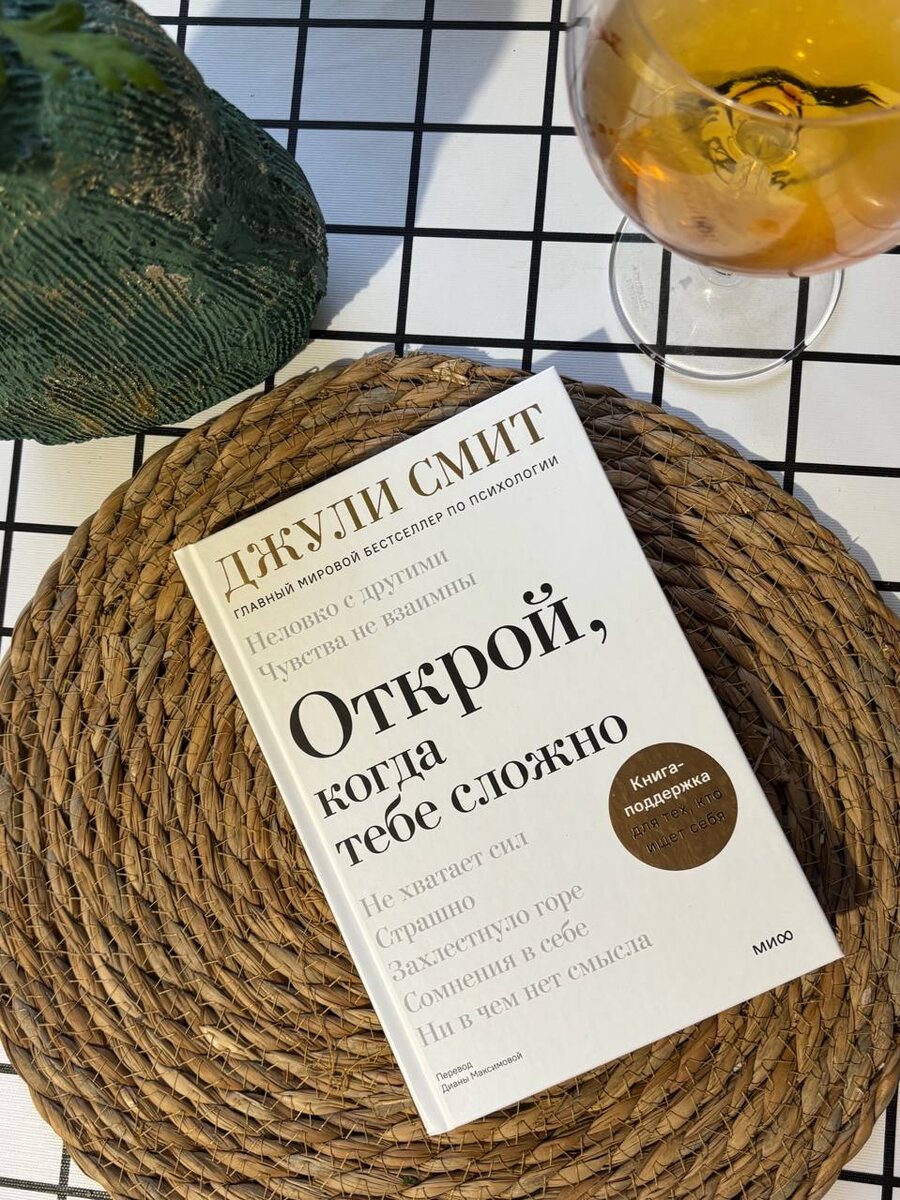 ДЖУЛИ СМИТ
ГЛАВНЫЙ МИРОВОЙ БЕСТСЕЛЛЕР ПО ПСИХОЛОГИИ
Неловко с другими
Чувства не взаимны
Открой,
когда
тебе сложно
Книга-
поддержка
для тех, кто
ищет себя
Не хватает сил
Страшно
Захлестнуло горе
Сомнения в себе
Ни в чем нет смысла
МИФ
Перевод
Дианы Максимовой